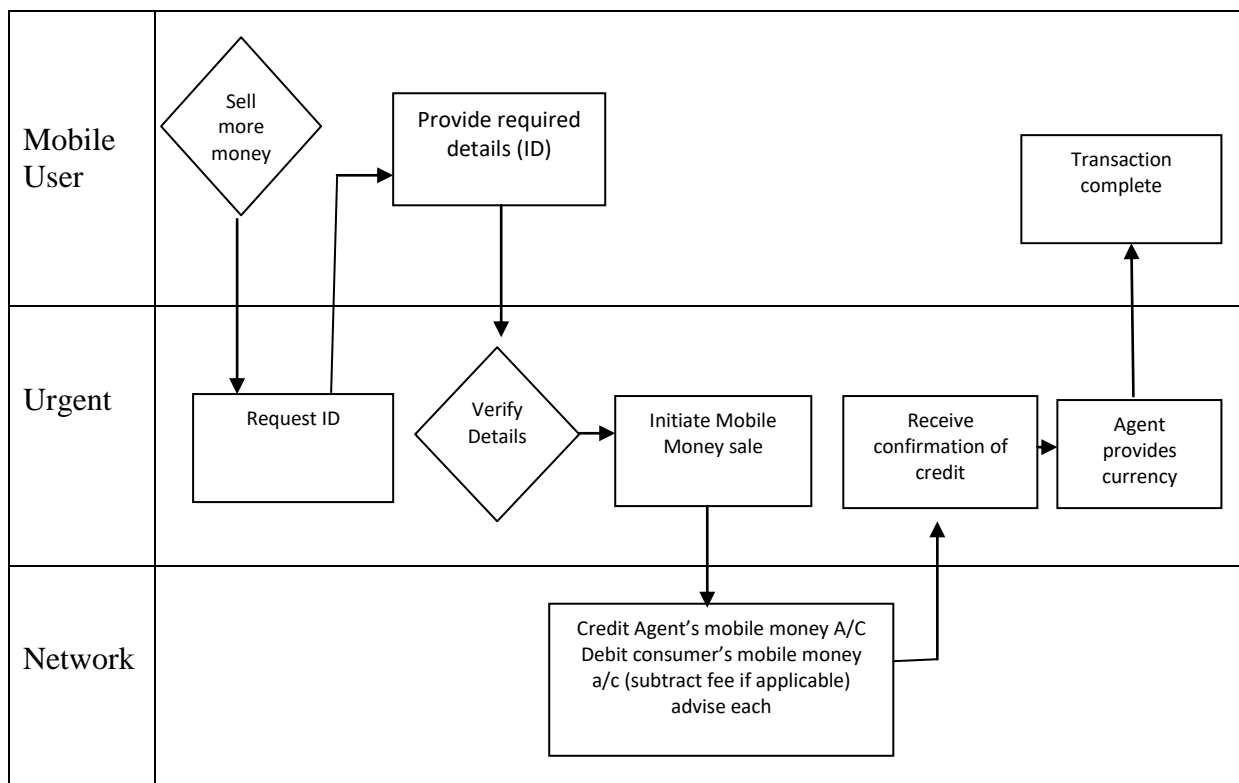 Mobile
User
Sell
more
money
Provide required
details (ID)
Transaction
complete
Urgent
Request ID
Verify
Details
Initiate Mobile
Money sale
Receive
confirmation of
credit
Agent
provides
currency
Network
Credit Agent’s mobile money A/C
Debit consumer’s mobile money
a/c (subtract fee if applicable)
advise each